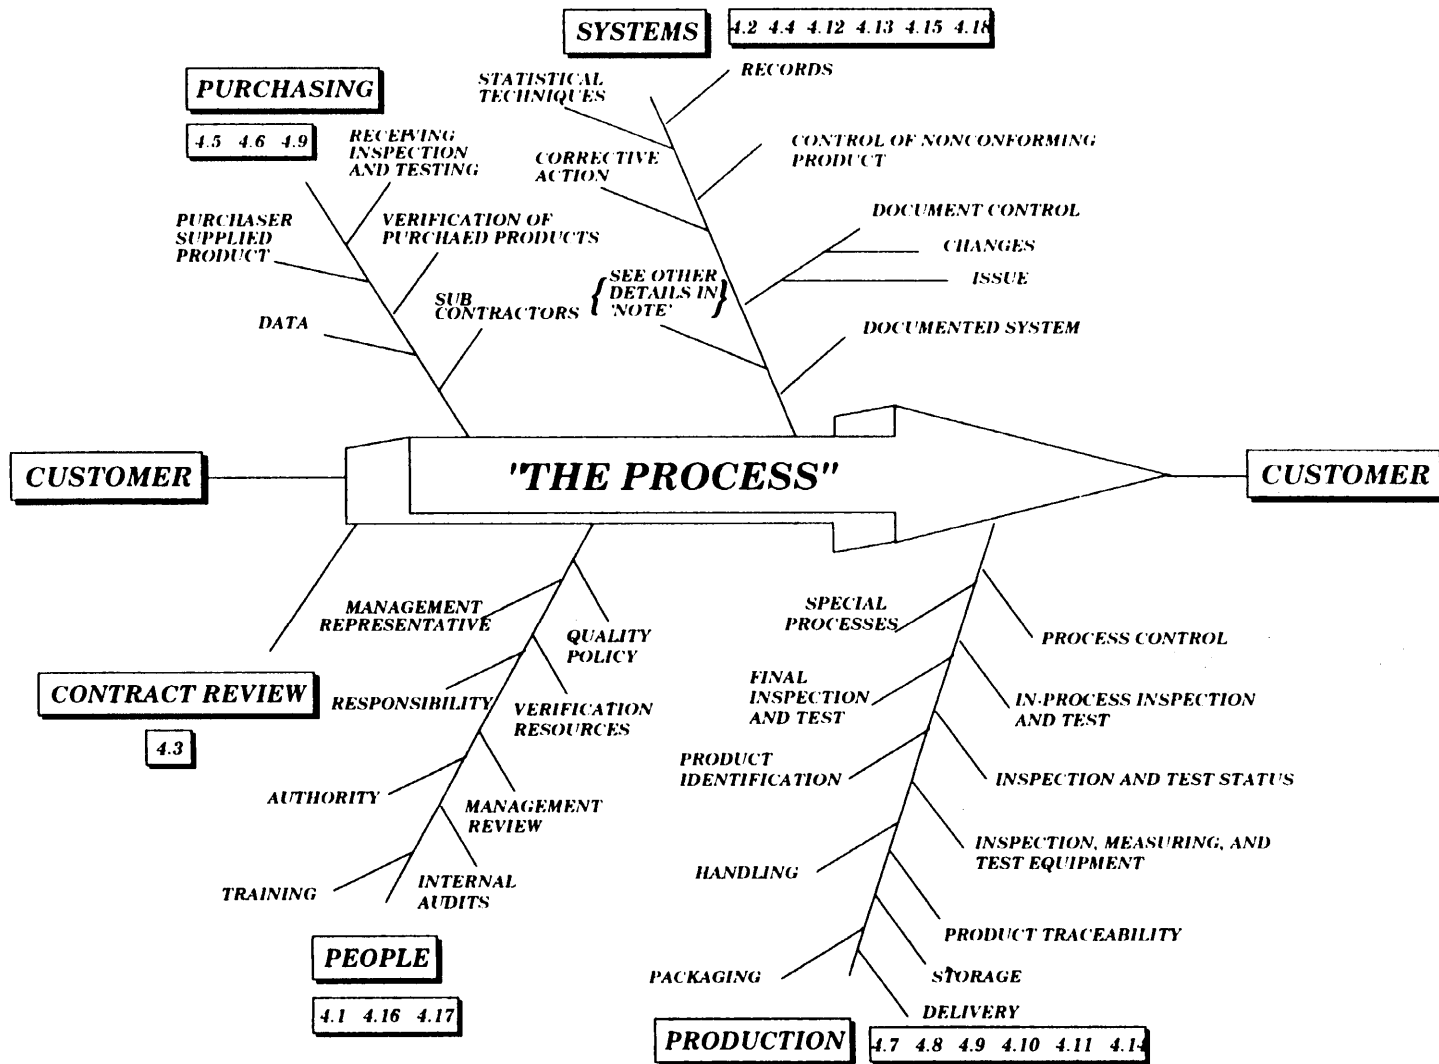 SYSTEMS
4.2 4.4 4.12 4.13 4.15 4.18
PURCHASING
4.5 4.6 4.9
RECEIVING
INSPECTION
AND TESTING
PURCHASER
SUPPLIED
PRODUCT
VERIFICATION OF
PURCHAED PRODUCTS
DATA
SUB
CONTRACTORS
STATISTICAL
TECHNIQUES
RECORDS
CORRECTIVE
ACTION
CONTROL OF NONCONFORMING
PRODUCT
DOCUMENT CONTROL
CHANGES
ISSUE
{ SEE OTHER
DETAILS IN
'NOTE' }
DOCUMENTED SYSTEM
CUSTOMER
"THE PROCESS"
CUSTOMER
CONTRACT REVIEW
4.3
MANAGEMENT
REPRESENTATIVE
QUALITY
POLICY
RESPONSIBILITY
VERIFICATION
RESOURCES
AUTHORITY
MANAGEMENT
REVIEW
TRAINING
INTERNAL
AUDITS
PEOPLE
4.1 4.16 4.17
SPECIAL
PROCESSES
PROCESS CONTROL
FINAL
INSPECTION
AND TEST
IN-PROCESS INSPECTION
AND TEST
PRODUCT
IDENTIFICATION
INSPECTION AND TEST STATUS
HANDLING
INSPECTION, MEASURING, AND
TEST EQUIPMENT
PRODUCT TRACEABILITY
PACKAGING
STORAGE
DELIVERY
PRODUCTION
4.7 4.8 4.9 4.10 4.11 4.14